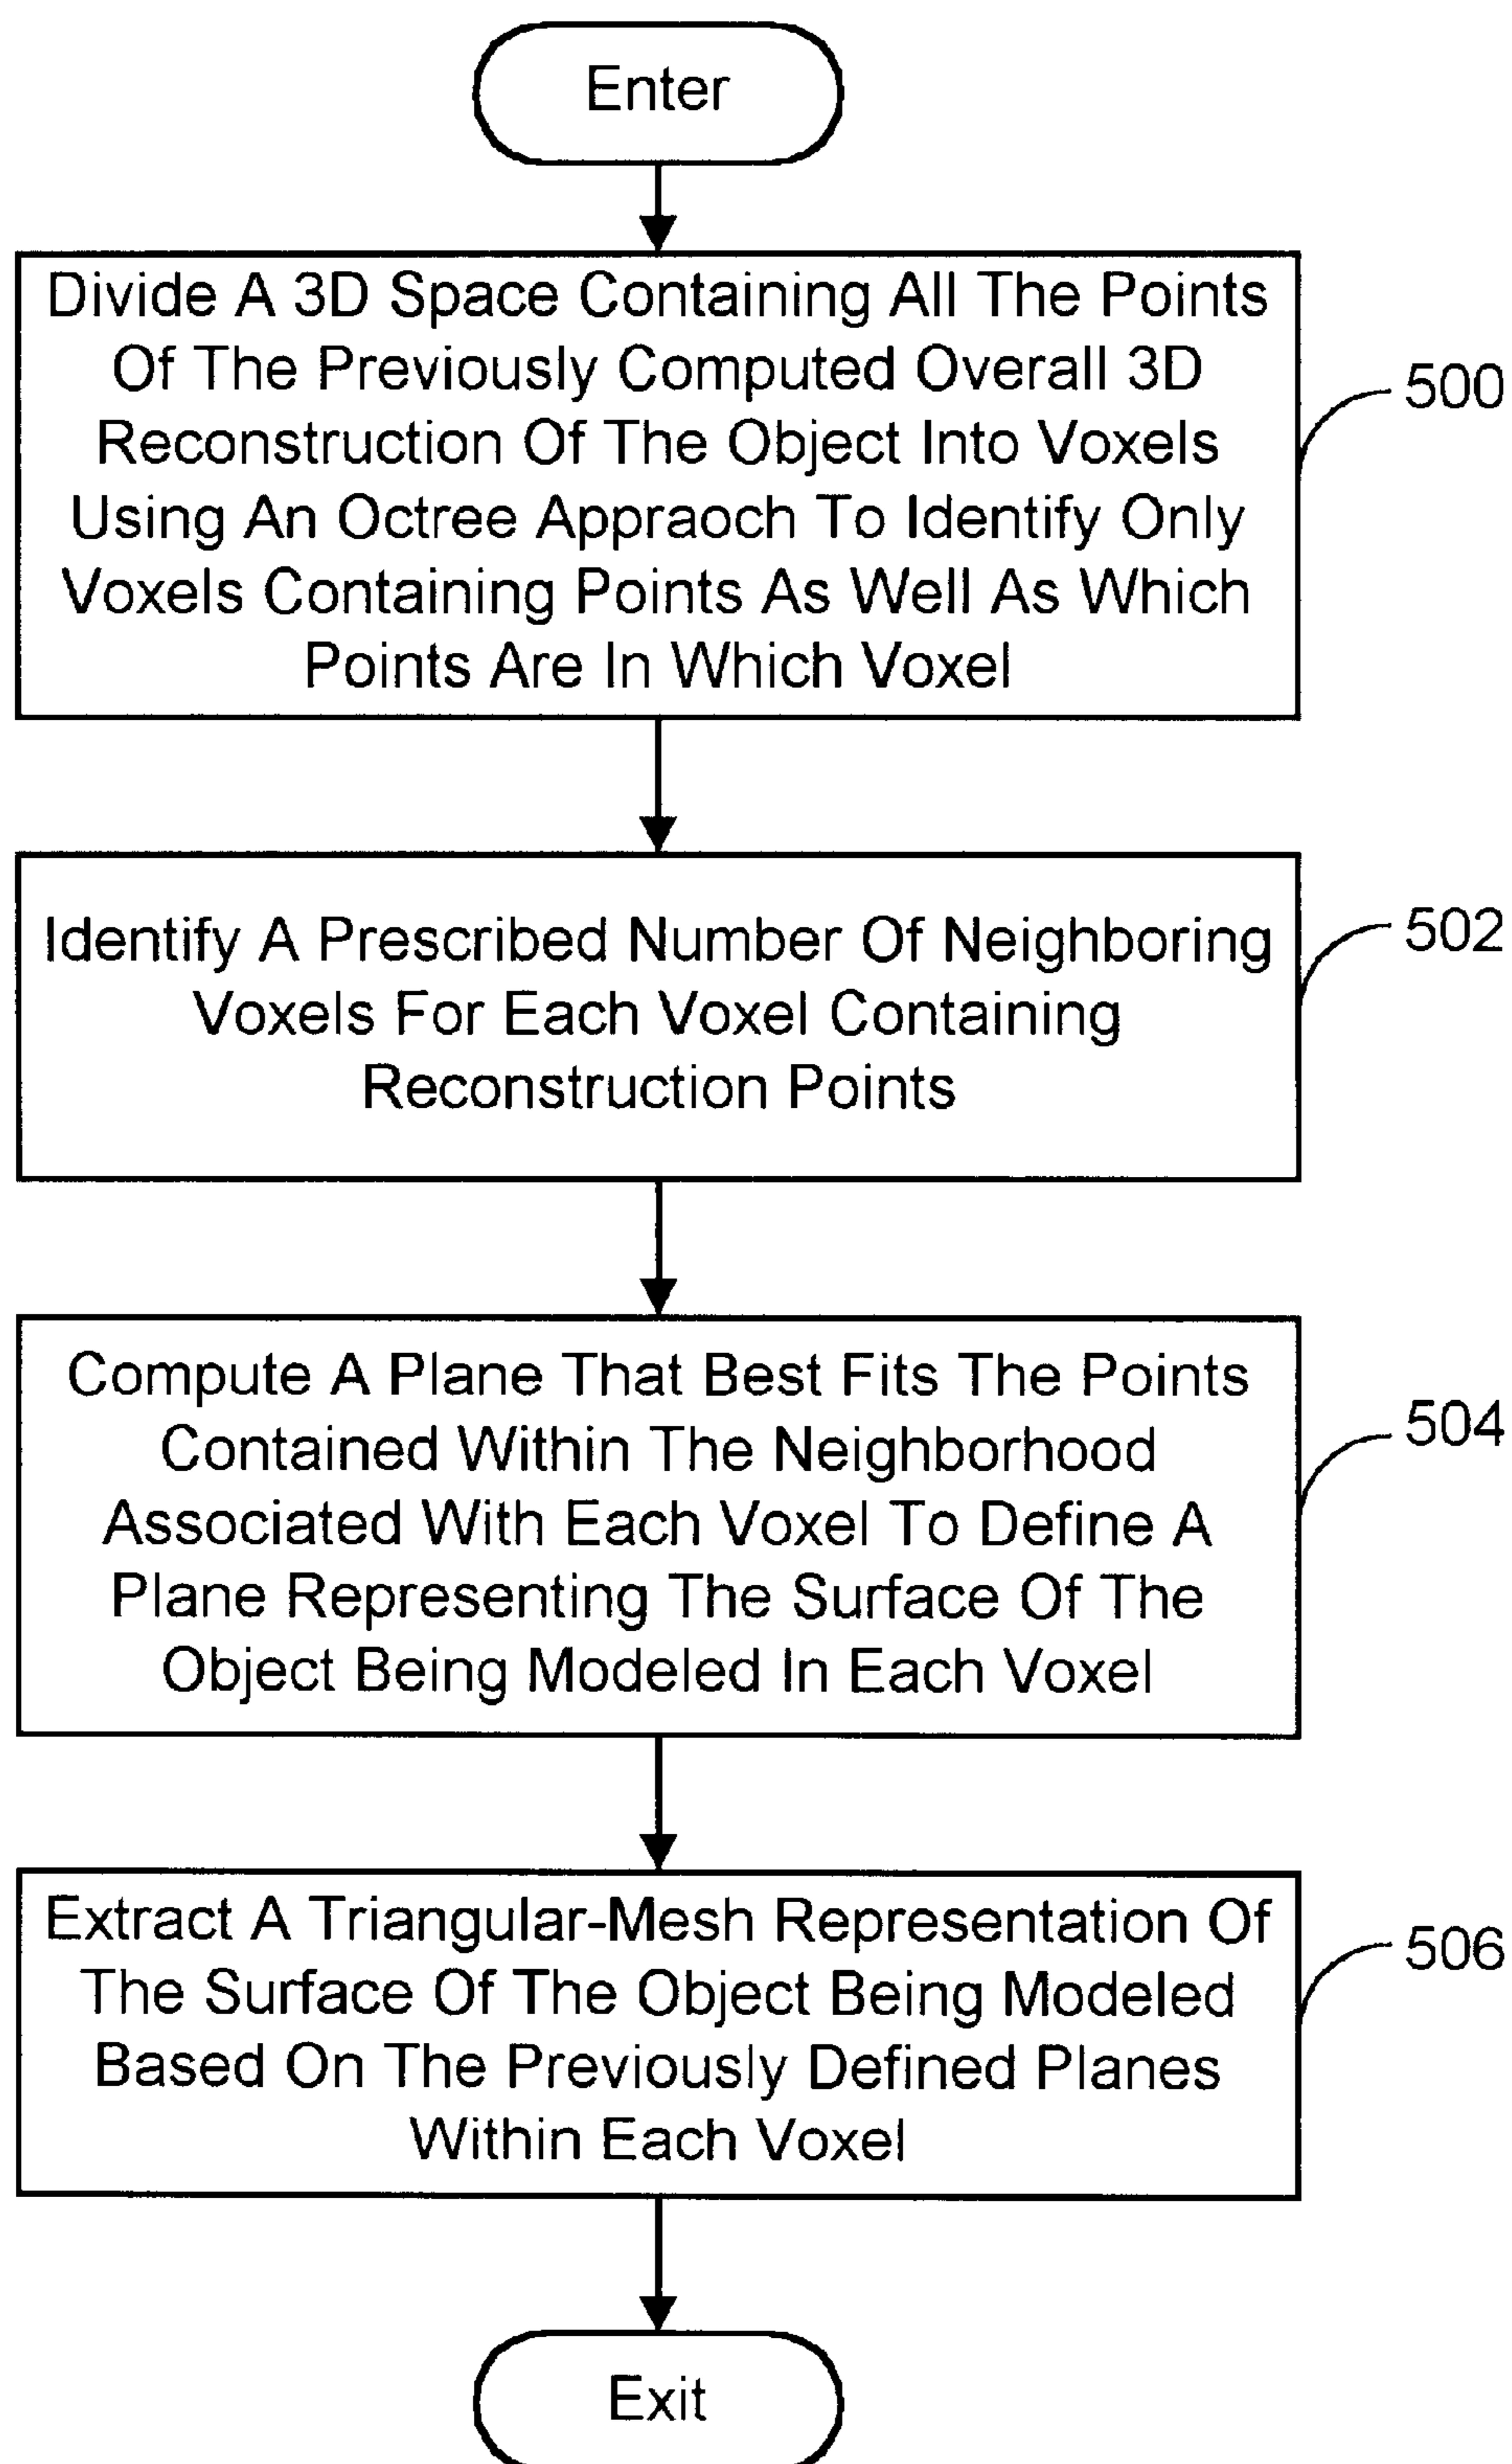 Enter
Divide A 3D Space Containing All The Points
Of The Previously Computed Overall 3D
Reconstruction Of The Object Into Voxels
Using An Octree Appraoch To Identify Only
Voxels Containing Points As Well As Which
Points Are In Which Voxel
500
Identify A Prescribed Number Of Neighboring
Voxels For Each Voxel Containing
Reconstruction Points
502
Compute A Plane That Best Fits The Points
Contained Within The Neighborhood
Associated With Each Voxel To Define A
Plane Representing The Surface Of The
Object Being Modeled In Each Voxel
504
Extract A Triangular-Mesh Representation Of
The Surface Of The Object Being Modeled
Based On The Previously Defined Planes
Within Each Voxel
506
Exit